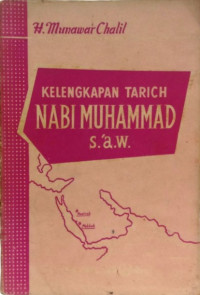 H. Munawar Chalil
KELENGKAPAN TARICH
NABI MUHAMMAD
S.'a.w.